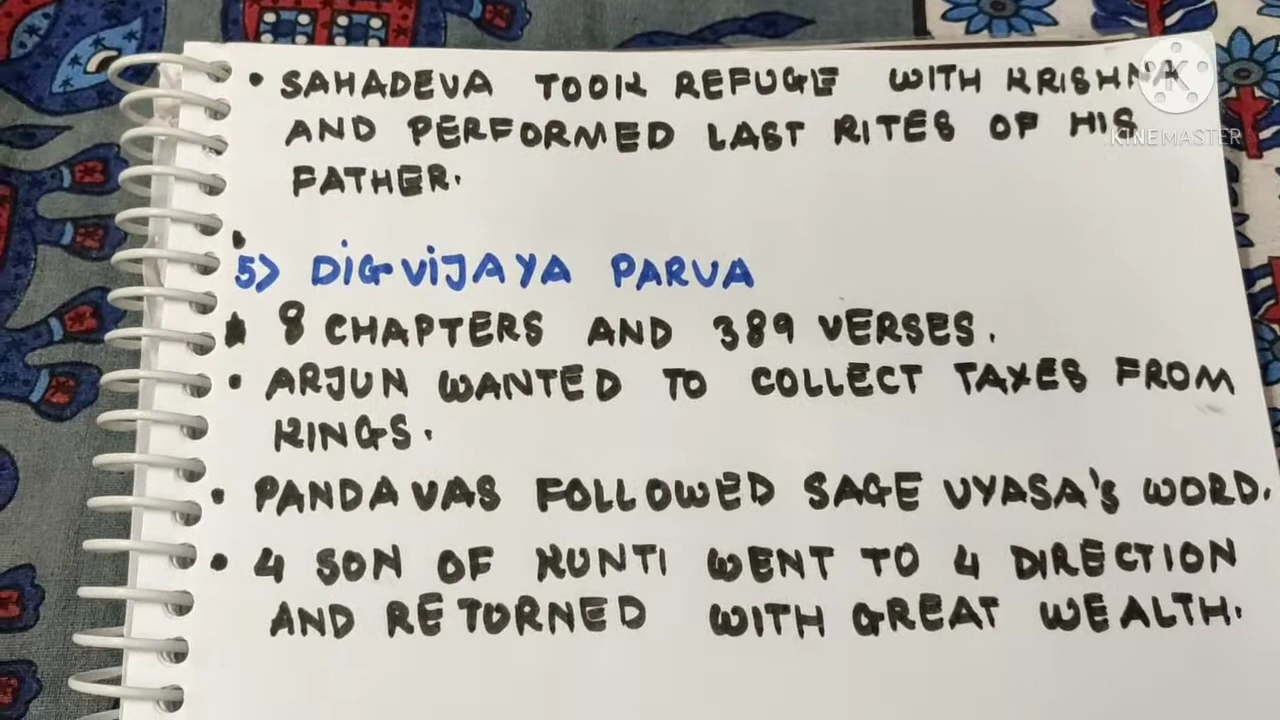 • SAHADEVA TOOK REFUGE WITH KRISHNA
AND PERFORMED LAST RITES OF HIS
FATHER.
KINEMASTER
5) DIGVIJAYA PARVA
• 8 CHAPTERS AND 389 VERSES.
• ARJUN WANTED TO COLLECT TAXES FROM
KINGS.
• PANDAVAS FOLLOWED SAGE VYASA'S WORD.
• 4 SON OF KUNTI WENT TO 4 DIRECTION
AND RETORNED WITH GREAT WEALTH.